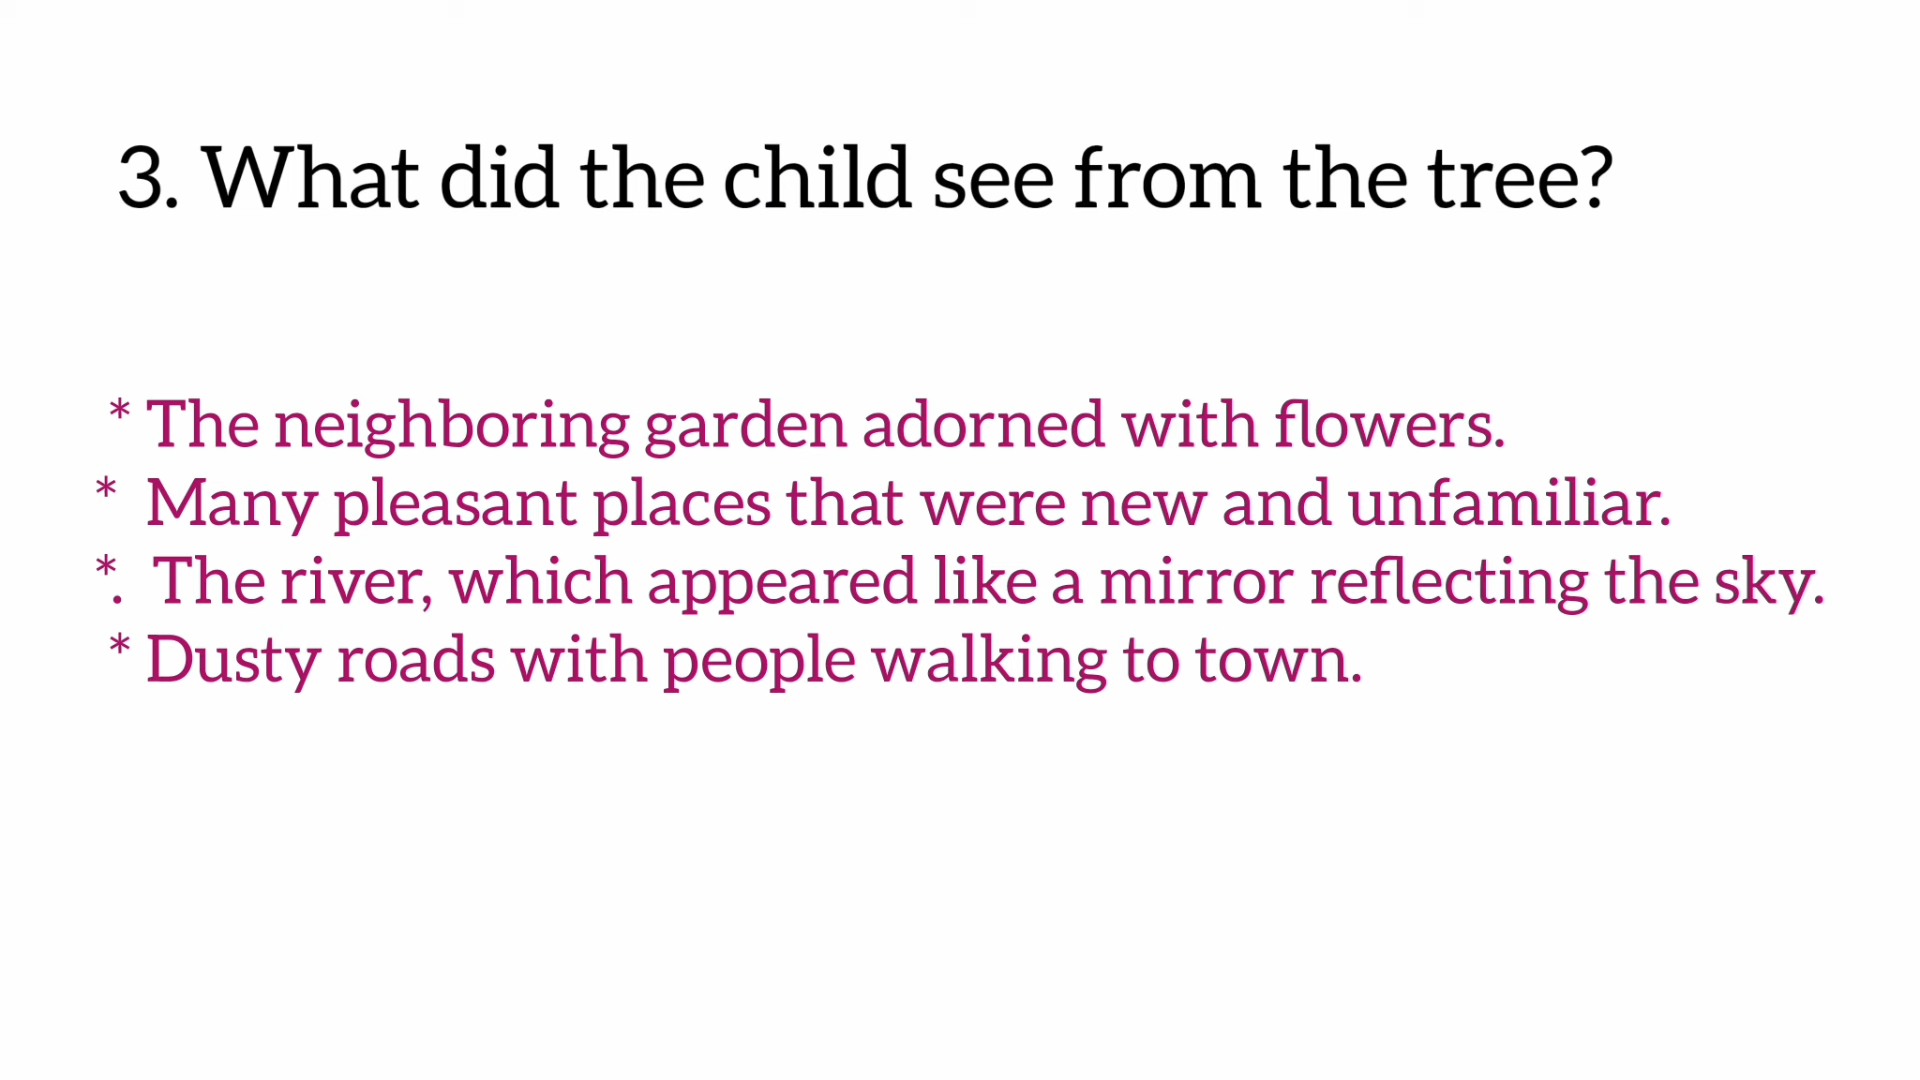 3. What did the child see from the tree?
* The neighboring garden adorned with flowers.
* Many pleasant places that were new and unfamiliar.
*. The river, which appeared like a mirror reflecting the sky.
* Dusty roads with people walking to town.